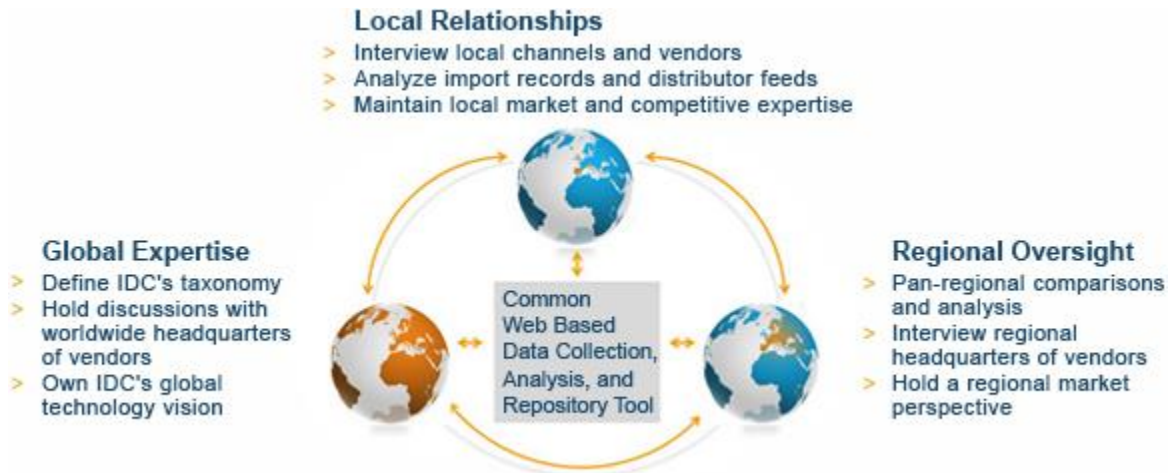 Local Relationships
> Interview local channels and vendors
> Analyze import records and distributor feeds
> Maintain local market and competitive expertise
Global Expertise
> Define IDC's taxonomy
> Hold discussions with
worldwide headquarters
of vendors
> Own IDC's global
technology vision
Common
Web Based
Data Collection,
Analysis, and
Repository Tool
Regional Oversight
> Pan-regional comparisons
and analysis
> Interview regional
headquarters of vendors
> Hold a regional market
perspective